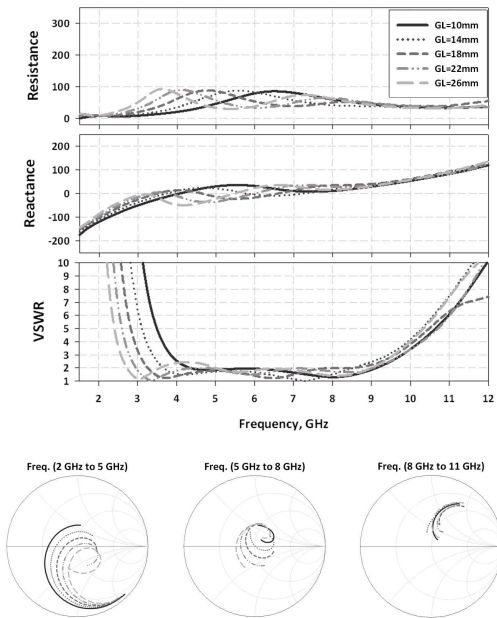 350
300
200
100
0
Resistance
GL=10mm
GL=14mm
GL=18mm
GL=22mm
GL=26mm
200
100
0
-100
-200
Reactance
10
9
8
7
6
5
4
3
2
1
VSWR
2 3 4 5 6 7 8 9 10 11 12
Frequency, GHz
Freq. (2 GHz to 5 GHz)
Freq. (5 GHz to 8 GHz)
Freq. (8 GHz to 11 GHz)